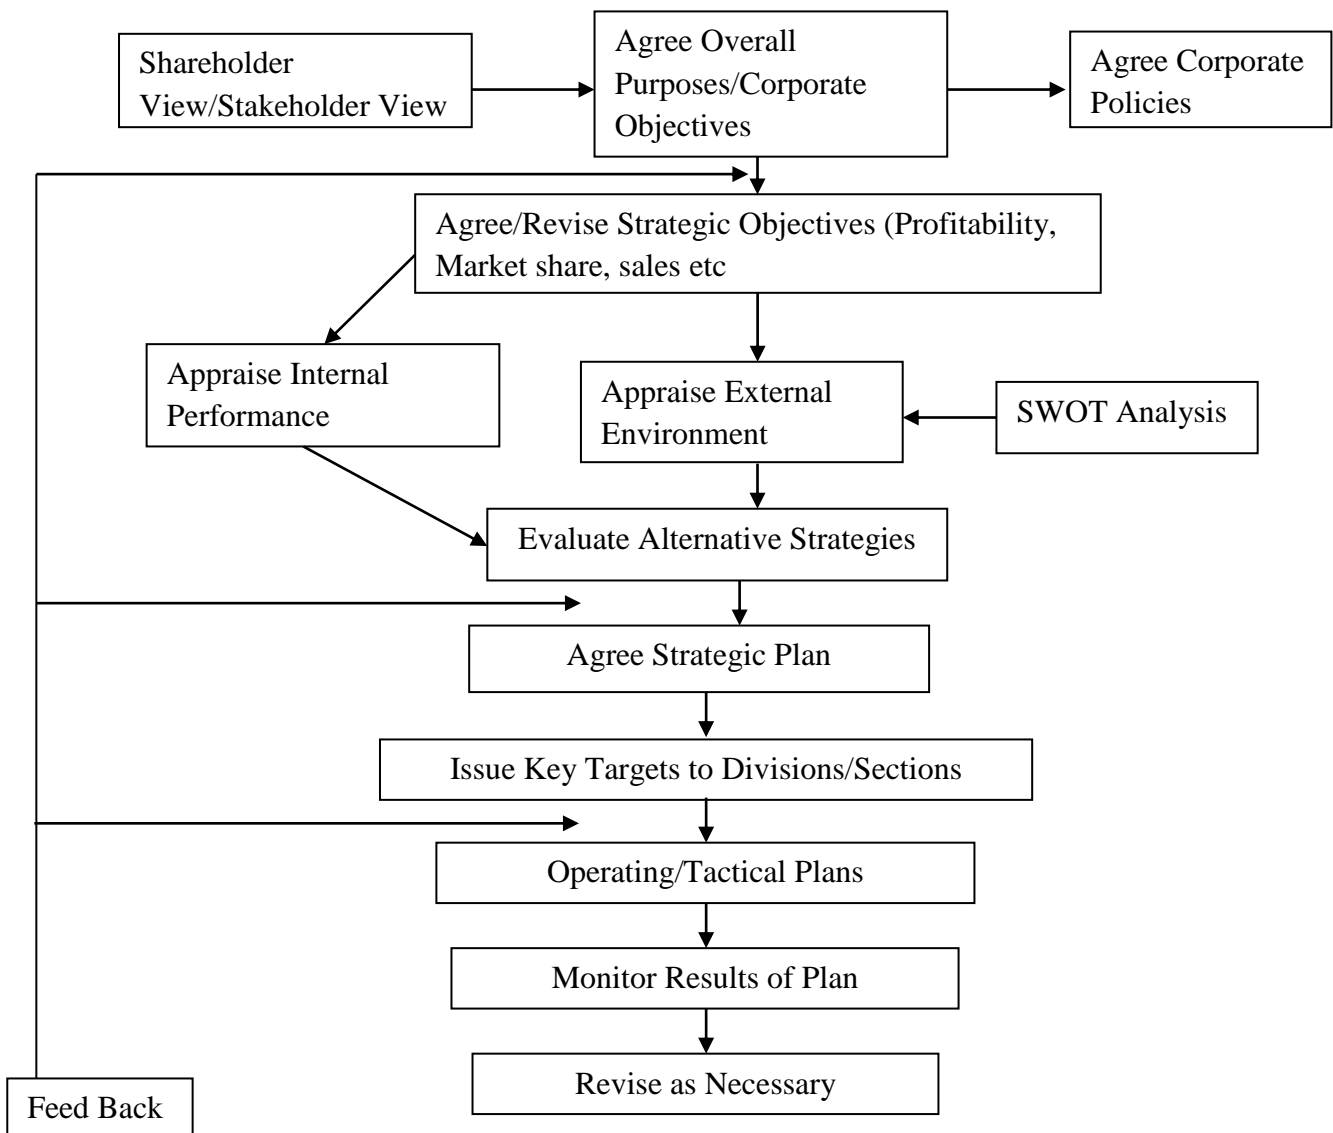 Shareholder
View/Stakeholder View
Agree Overall
Purposes/Corporate
Objectives
Agree Corporate
Policies
Agree/Revise Strategic Objectives (Profitability,
Market share, sales etc
Appraise Internal
Performance
Appraise External
Environment
SWOT Analysis
Evaluate Alternative Strategies
Agree Strategic Plan
Issue Key Targets to Divisions/Sections
Operating/Tactical Plans
Monitor Results of Plan
Revise as Necessary
Feed Back